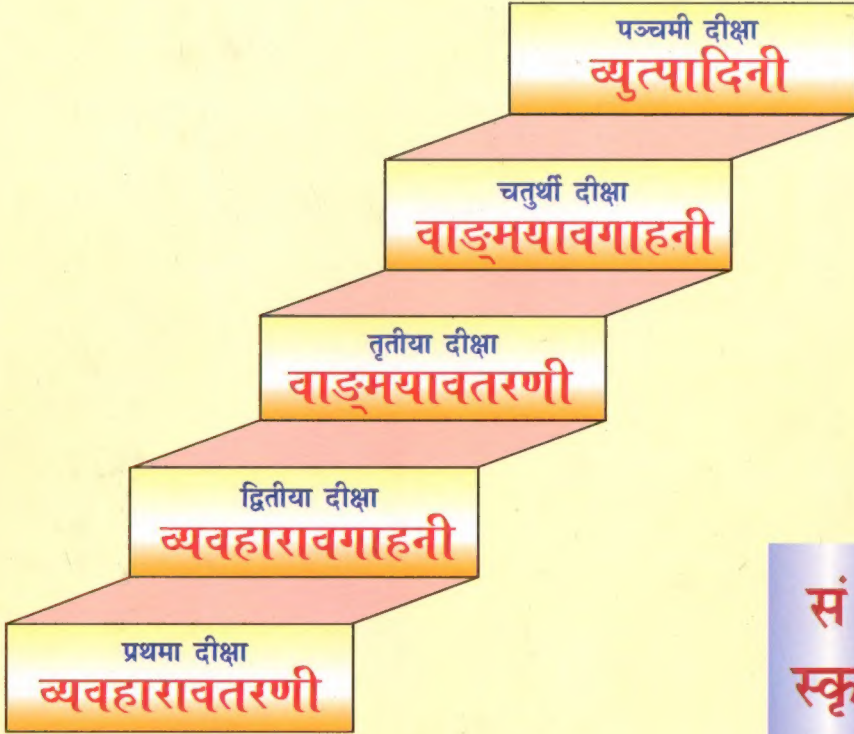 पञ्चमी दीक्षा
व्युत्पादिनी
चतुर्थी दीक्षा
वाङ्मयावगाहनी
तृतीया दीक्षा
वाङ्मयावतरणी
द्वितीया दीक्षा
व्यवहारावगाहनी
प्रथमा दीक्षा
व्यवहारावतरणी
सं
स्कृ